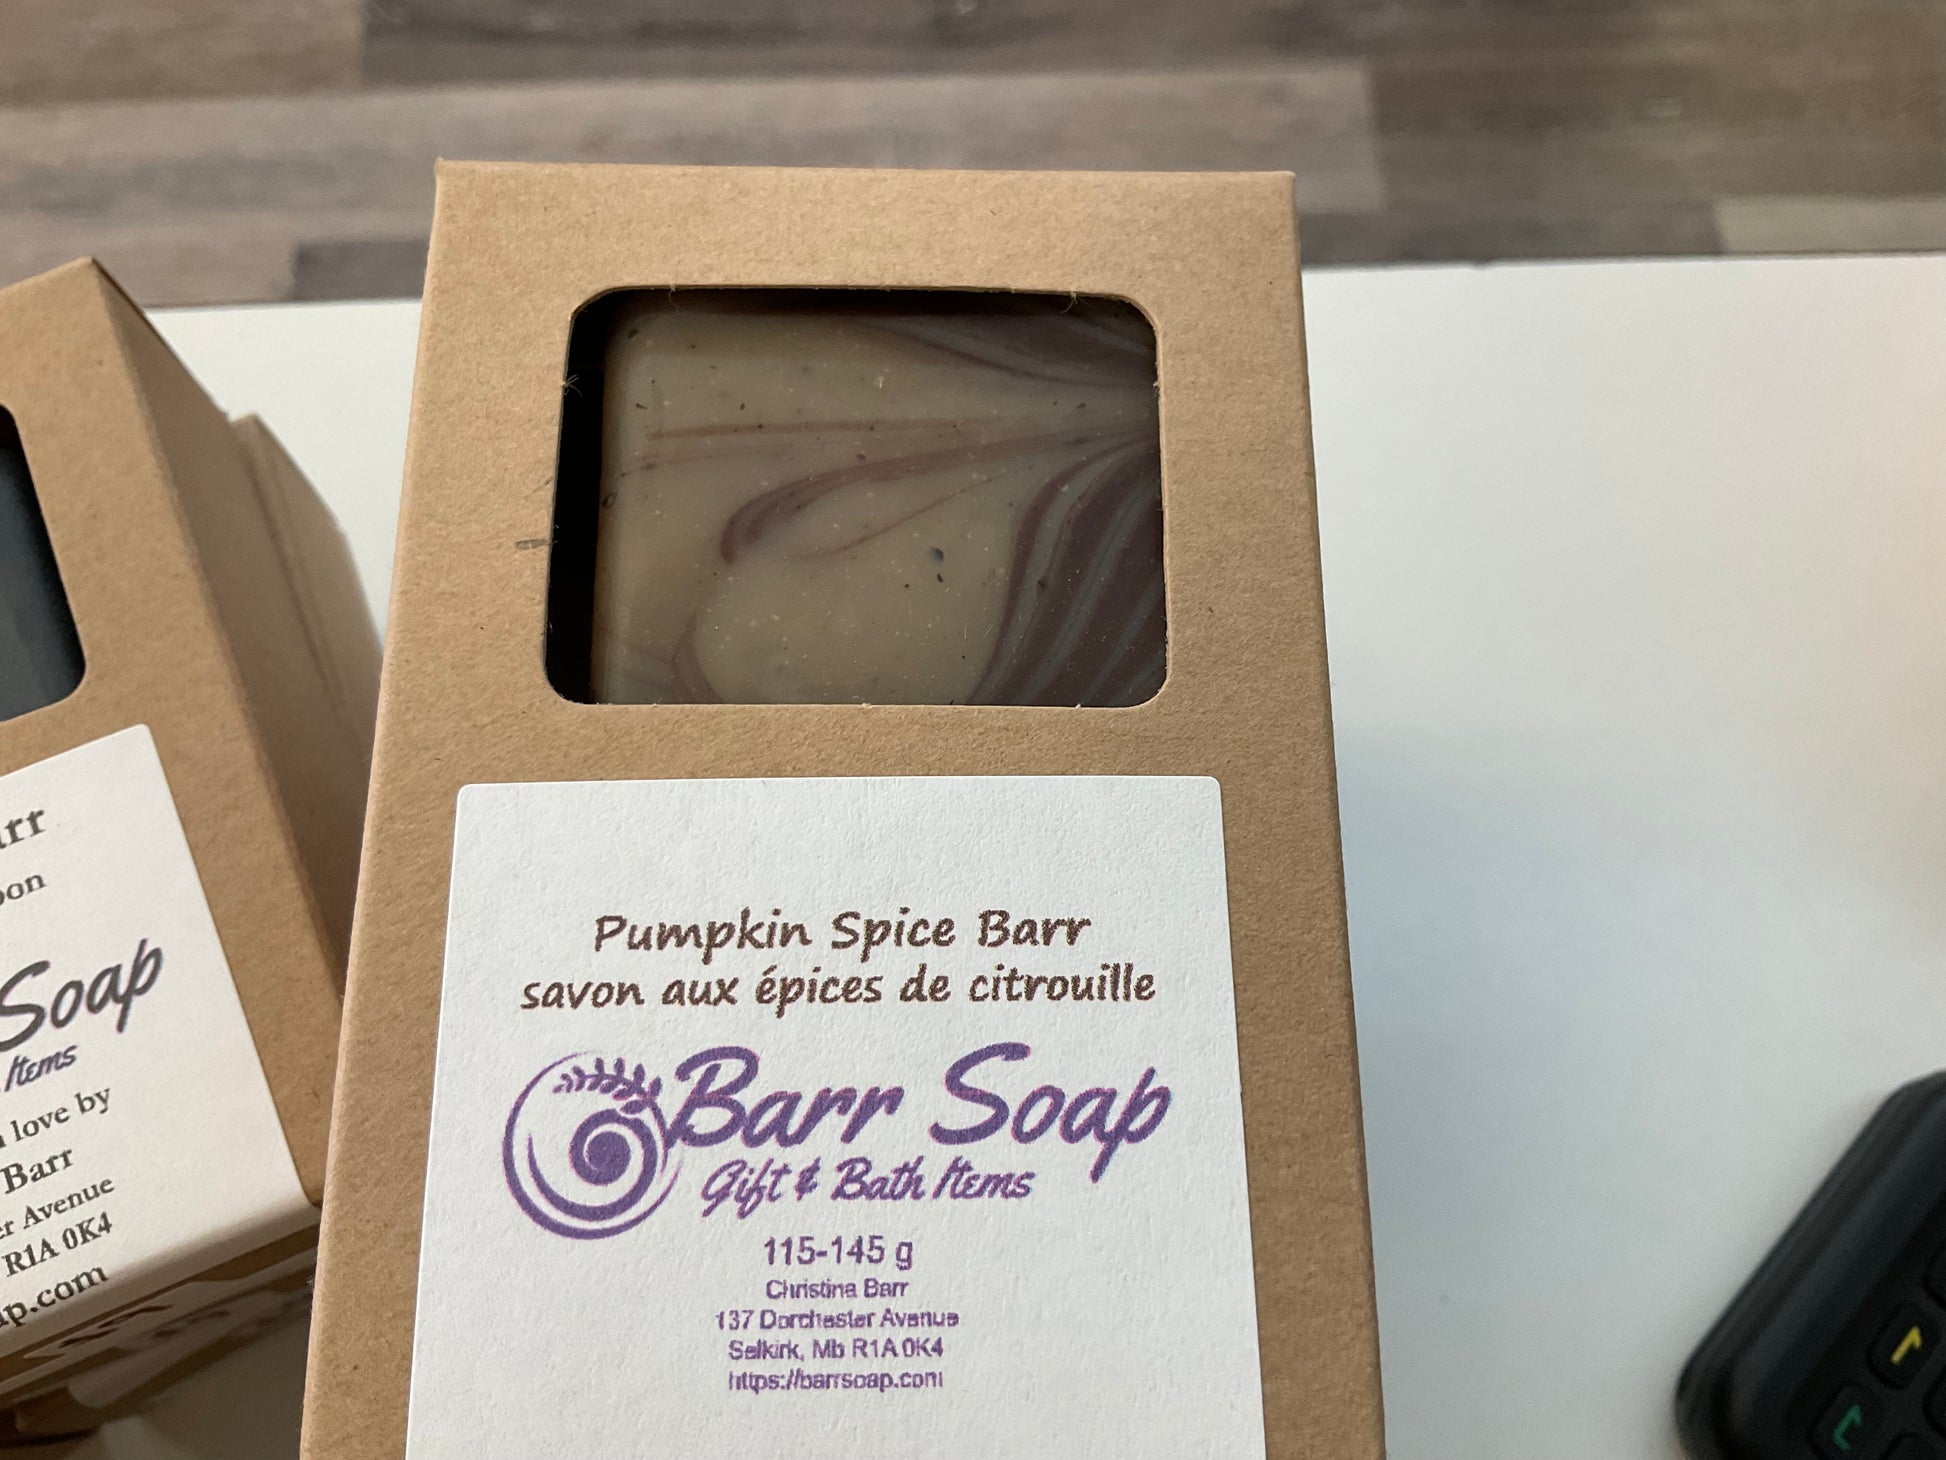 Pumpkin Spice Barr
savon aux épices de citrouille
Barr Soap
Gift & Bath Items
115-145 g
Christina Barr
137 Dorchester Avenue
Selkirk, Mb R1A 0K4
https://barrsoap.com
Soap
Items
love by
Barr
Avenue
R1A 0K4